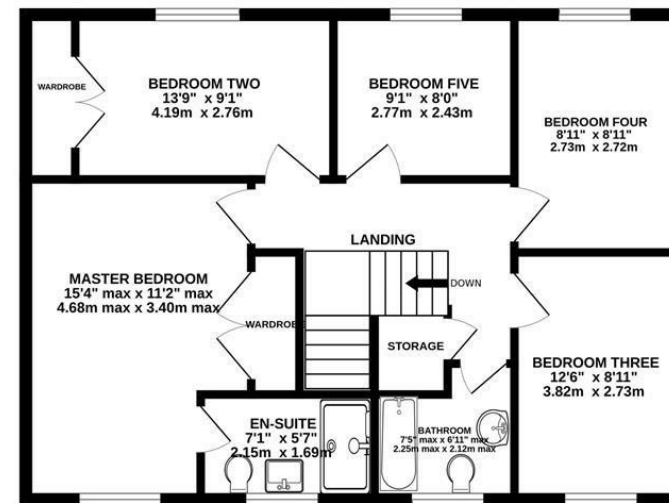 WARDROBE
BEDROOM TWO
13'9" x 9'1"
4.19m x 2.76m
BEDROOM FIVE
9'1" x 8'0"
2.77m x 2.43m
BEDROOM FOUR
8'11" x 8'11"
2.73m x 2.72m
LANDING
MASTER BEDROOM
15'4" max x 11'2" max
4.68m max x 3.40m max
WARDROBE
DOWN
STORAGE
BEDROOM THREE
12'6" x 8'11"
3.82m x 2.73m
EN-SUITE
7'1" x 5'7"
2.15m x 1.69m
BATHROOM
7'5" max x 6'11" max
2.25m max x 2.12m max